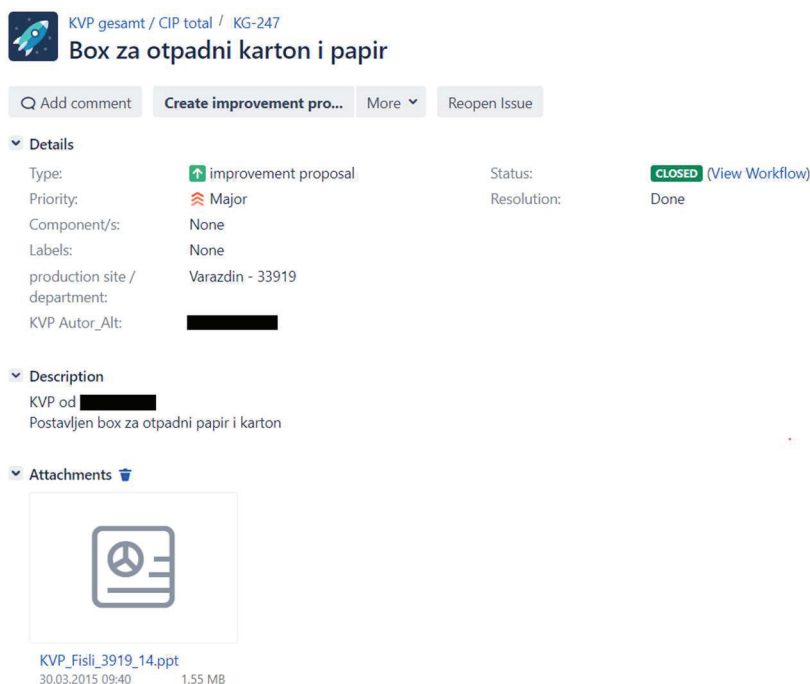 KVP gesamt / CIP total / KG-247
Box za otpadni karton i papir
Add comment Create improvement pro... More Reopen Issue
Details
Type: improvement proposal Status: CLOSED (View Workflow)
Priority: Major Resolution: Done
Component/s: None
Labels: None
production site / Varazdin - 33919
department:
KVP Autor_Alt:
Description
KVP od
Postavljen box za otpadni papir i karton
Attachments
KVP_Fisli_3919_14.ppt
30.03.2015 09:40 1.55 MB